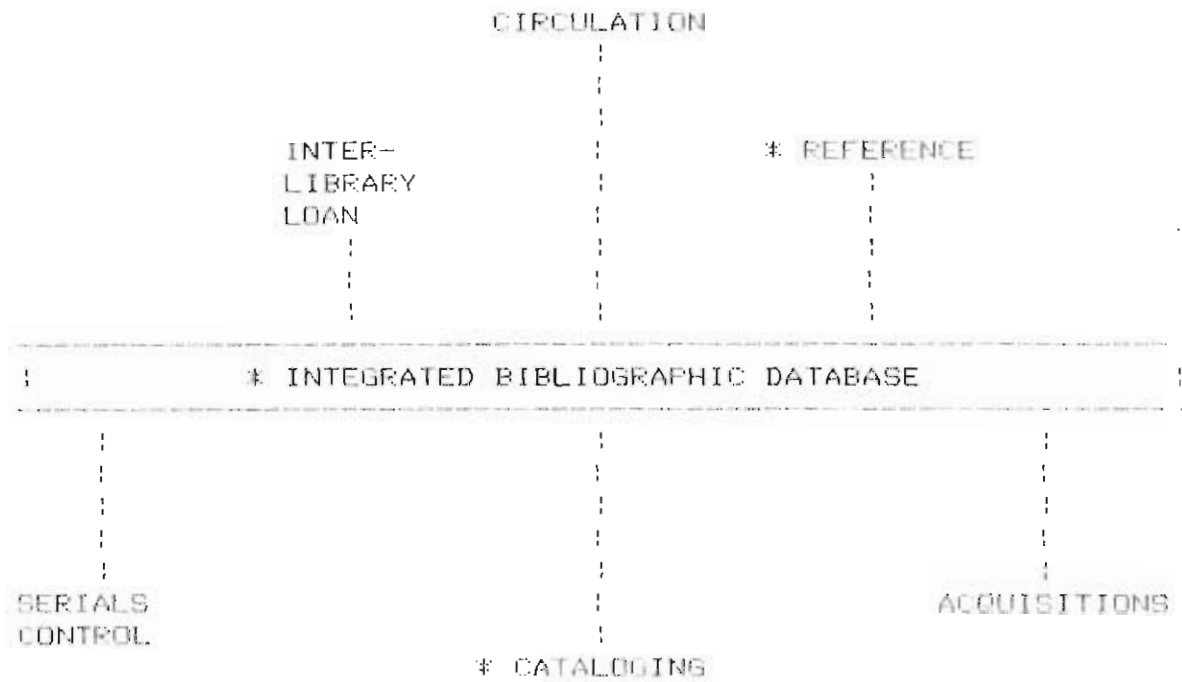 CIRCULATION
INTER-
LIBRARY
LOAN
* REFERENCE
* INTEGRATED BIBLIOGRAPHIC DATABASE
SERIALS
CONTROL
ACQUISITIONS
* CATALOGING